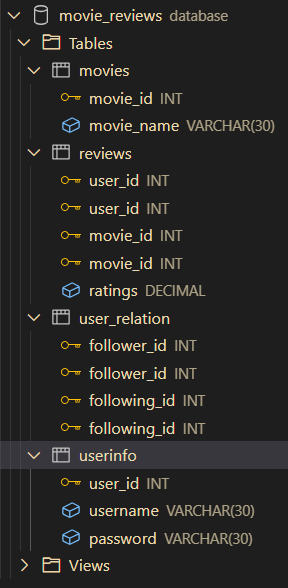 movie_reviews database
Tables
movies
movie_id INT
movie_name VARCHAR(30)
reviews
user_id INT
user_id INT
movie_id INT
movie_id INT
ratings DECIMAL
user_relation
follower_id INT
follower_id INT
following_id INT
following_id INT
userinfo
user_id INT
username VARCHAR(30)
password VARCHAR(30)
Views